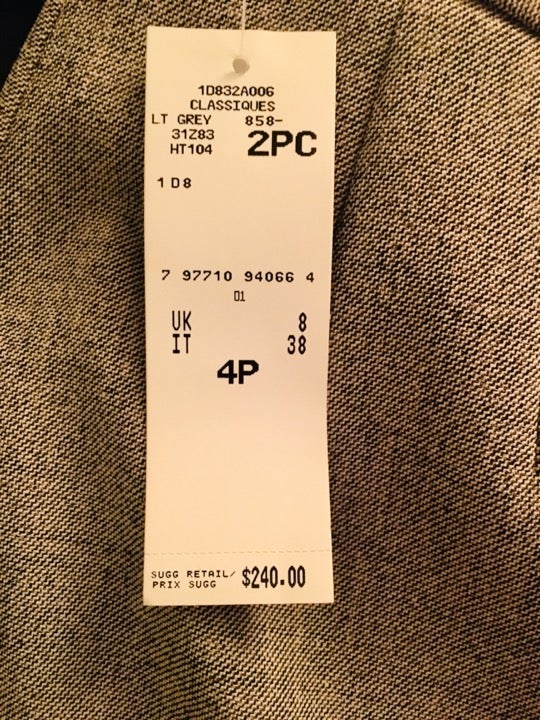 1D832A006
CLASSIQUES
LT GREY 858-
31Z83
HT104 2PC
1D8
7 97710 94066 4
01
UK 8
IT 38
4P
SUGG RETAIL/
PRIX SUGG $240.00